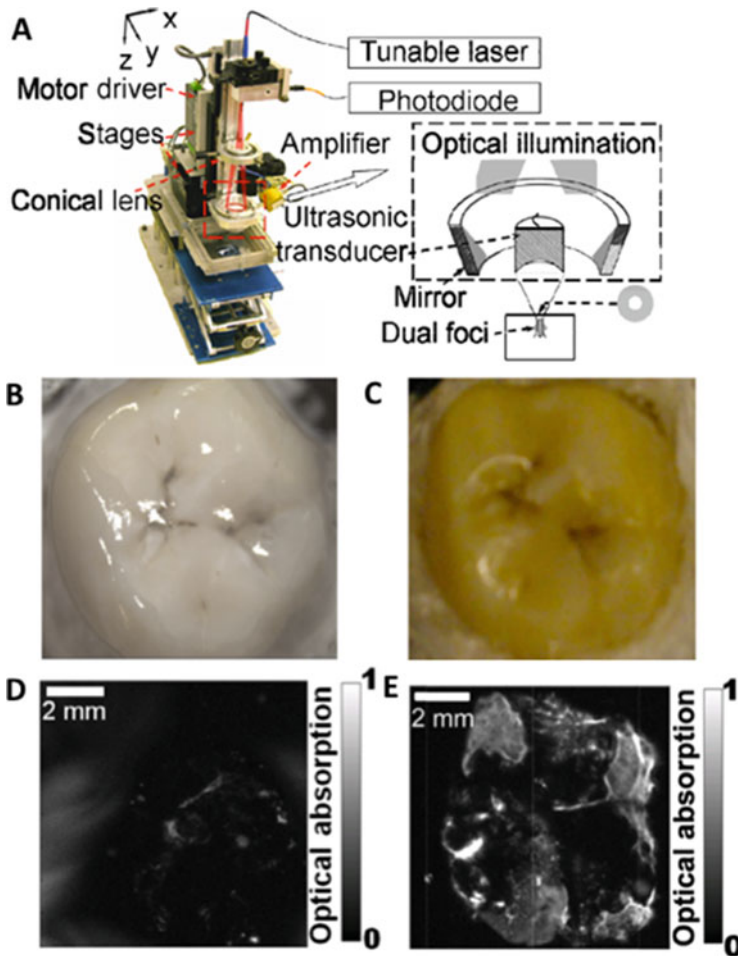 A
x
y
z
Tunable laser
Motor driver
Photodiode
Stages
Amplifier
Optical illumination
Conical lens
Ultrasonic
transducer
Mirror
Dual foci
B
C
D
2 mm
1
Optical absorption
0
E
2 mm
1
Optical absorption
0